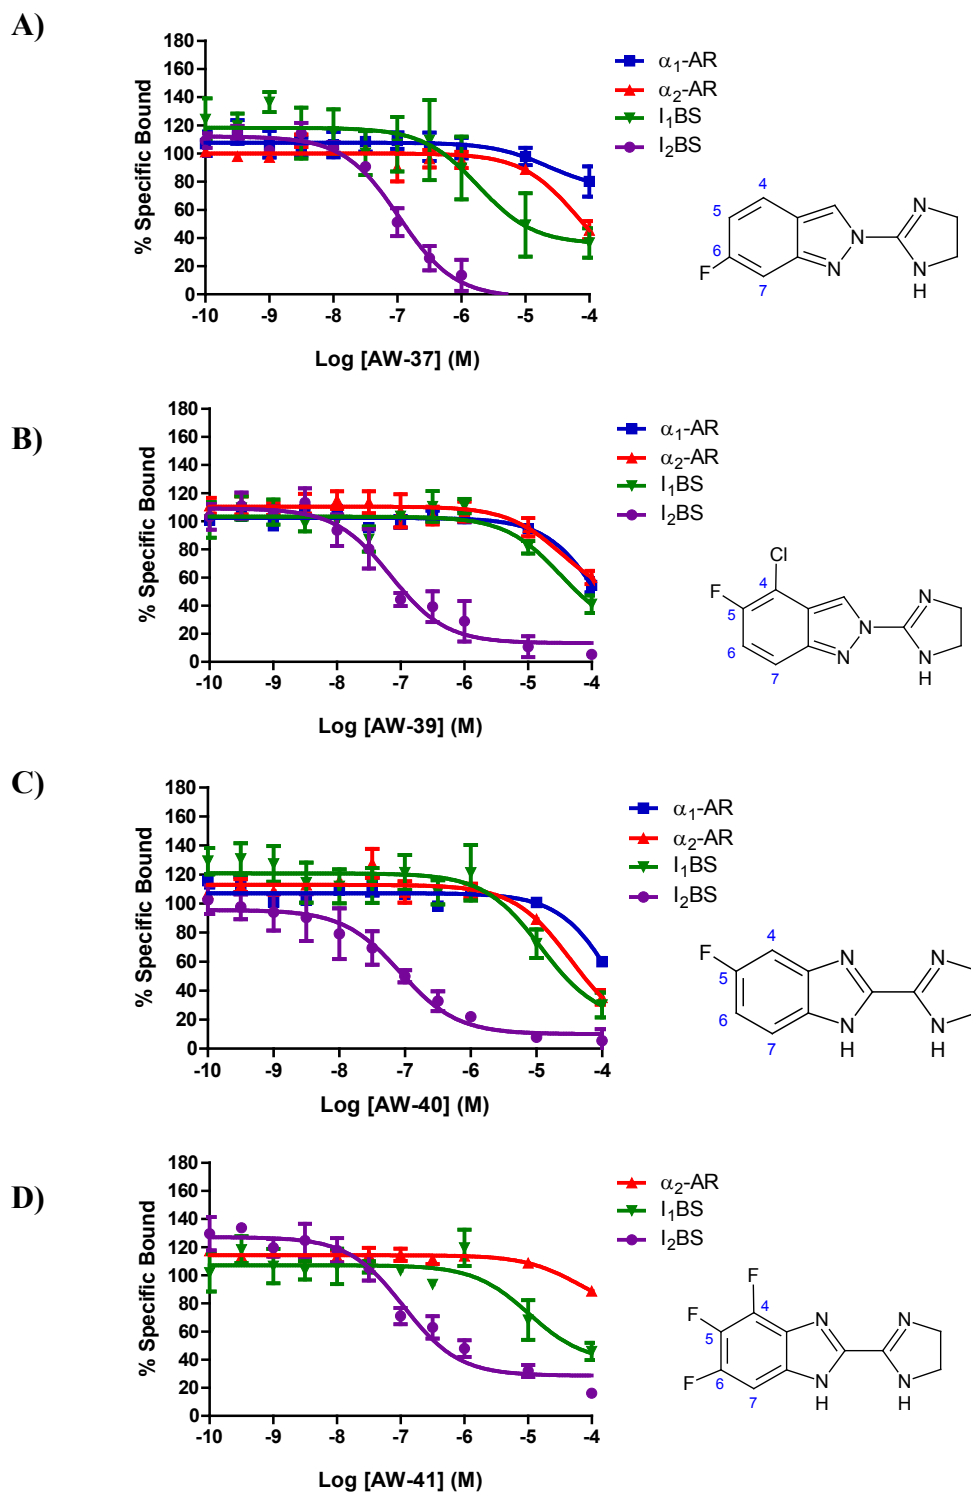 A)
% Specific Bound
180
160
140
120
100
80
60
40
20
0
-10 -9 -8 -7 -6 -5 -4
Log [AW-37] (M)
α1-AR
α2-AR
I1BS
I2BS
4
5
6
7
F
N
N
N
N
H
B)
% Specific Bound
180
160
140
120
100
80
60
40
20
0
-10 -9 -8 -7 -6 -5 -4
Log [AW-39] (M)
α1-AR
α2-AR
I1BS
I2BS
Cl
F
4
5
6
7
N
N
N
N
H
C)
% Specific Bound
180
160
140
120
100
80
60
40
20
0
-10 -9 -8 -7 -6 -5 -4
Log [AW-40] (M)
α1-AR
α2-AR
I1BS
I2BS
F
4
5
6
7
N
N
H
N
N
H
D)
% Specific Bound
180
160
140
120
100
80
60
40
20
0
-10 -9 -8 -7 -6 -5 -4
Log [AW-41] (M)
α2-AR
I1BS
I2BS
F
F
F
4
5
6
7
N
N
H
N
N
H